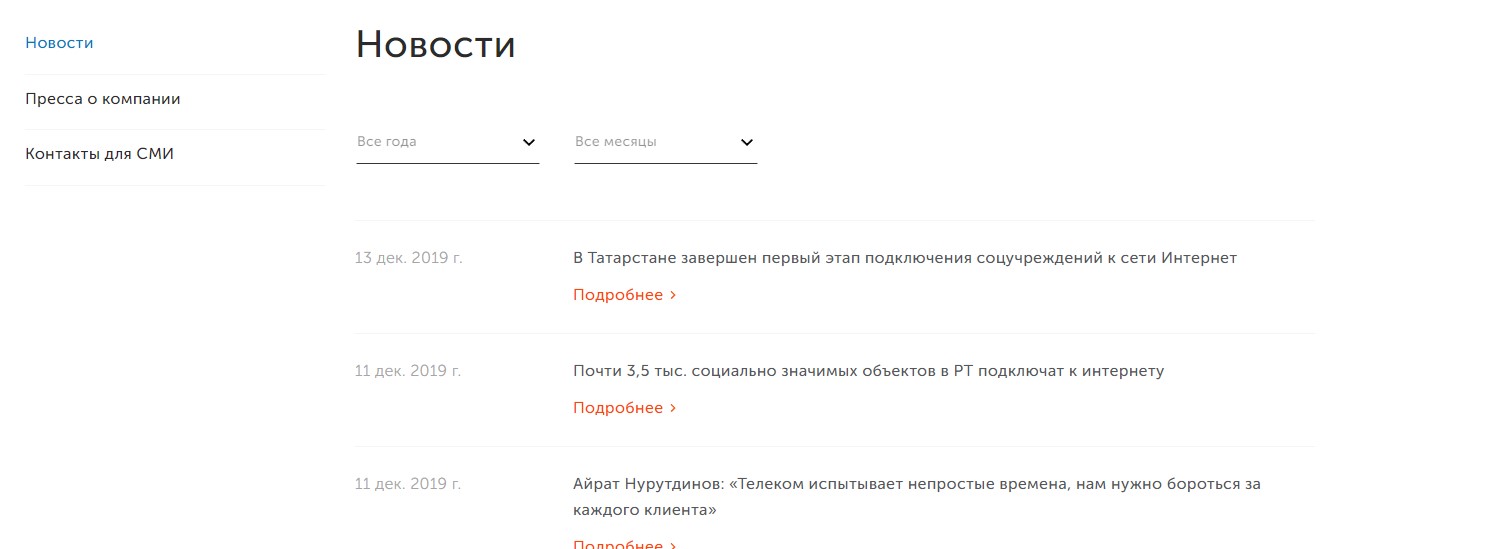 Новости
Пресса о компании
Контакты для СМИ
Новости
Все года
Все месяцы
13 дек. 2019 г.
В Татарстане завершен первый этап подключения соцучреждений к сети Интернет
Подробнее
11 дек. 2019 г.
Почти 3,5 тыс. социально значимых объектов в РТ подключат к интернету
Подробнее
11 дек. 2019 г.
Айрат Нурутдинов: «Телеком испытывает непростые времена, нам нужно бороться за
каждого клиента»
Подробнее